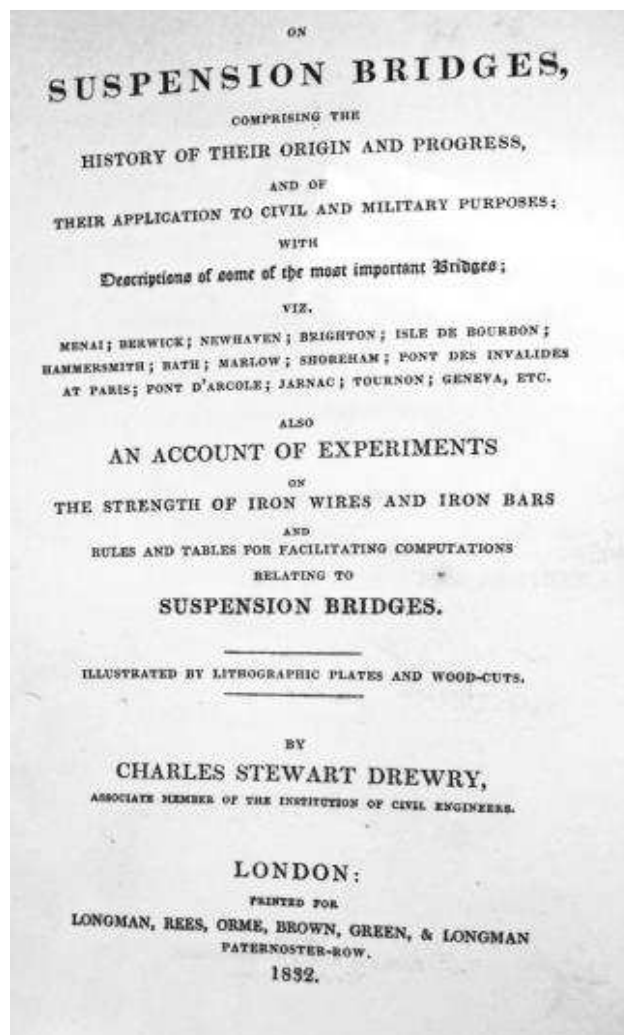 ON
SUSPENSION BRIDGES,
COMPRISING THE
HISTORY OF THEIR ORIGIN AND PROGRESS,
AND OF
THEIR APPLICATION TO CIVIL AND MILITARY PURPOSES;
WITH
Descriptions of some of the most important Bridges;
VIZ.
MENAI; BERWICK; NEWHAVEN; BRIGHTON; ISLE DE BOURBON;
HAMMERSMITH; BATH; MARLOW; SHOREHAM; PONT DES INVALIDES
AT PARIS; PONT D'ARCOLE; JARNAC; TOURNON; GENEVA, ETC.
ALSO
AN ACCOUNT OF EXPERIMENTS
ON
THE STRENGTH OF IRON WIRES AND IRON BARS
AND
RULES AND TABLES FOR FACILITATING COMPUTATIONS
RELATING TO
SUSPENSION BRIDGES.
ILLUSTRATED BY LITHOGRAPHIC PLATES AND WOOD-CUTS.
BY
CHARLES STEWART DREWRY,
ASSOCIATE MEMBER OF THE INSTITUTION OF CIVIL ENGINEERS.
LONDON:
PRINTED FOR
LONGMAN, REES, ORME, BROWN, GREEN, & LONGMAN
PATERNOSTER-ROW.
1832.